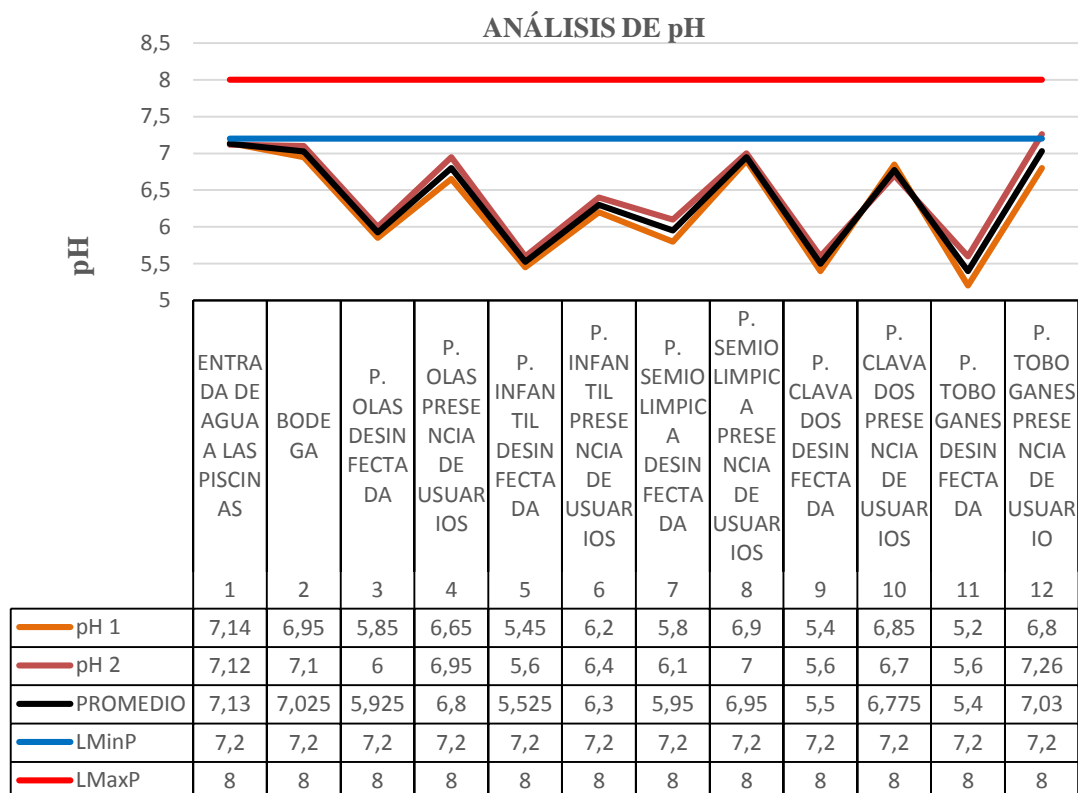 ANÁLISIS DE pH
8,5
8
7,5
7
6,5
6
5,5
5
pH
ENTRA
DA DE
AGUA
A LAS
PISCIN
AS
BODE
GA
P.
OLAS
DESIN
FECTA
DA
P.
OLAS
PRESE
NCIA
DE
USUAR
IOS
P.
INFAN
TIL
DESIN
FECTA
DA
P.
INFAN
TIL
PRESE
NCIA
DE
USUAR
IOS
P.
SEMIO
LIMPIC
A
DESIN
FECTA
DA
P.
SEMIO
LIMPIC
A
PRESE
NCIA
DE
USUAR
IOS
P.
CLAVA
DOS
DESIN
FECTA
DA
P.
CLAVA
DOS
PRESE
NCIA
DE
USUAR
IOS
P.
TOBO
GANES
DESIN
FECTA
DA
P.
TOBO
GANES
PRESE
NCIA
DE
USUAR
IO
1 2 3 4 5 6 7 8 9 10 11 12
pH 1 7,14 6,95 5,85 6,65 5,45 6,2 5,8 6,9 5,4 6,85 5,2 6,8
pH 2 7,12 7,1 6 6,95 5,6 6,4 6,1 7 5,6 6,7 5,6 7,26
PROMEDIO 7,13 7,025 5,925 6,8 5,525 6,3 5,95 6,95 5,5 6,775 5,4 7,03
LMinP 7,2 7,2 7,2 7,2 7,2 7,2 7,2 7,2 7,2 7,2 7,2 7,2
LMaxP 8 8 8 8 8 8 8 8 8 8 8 8